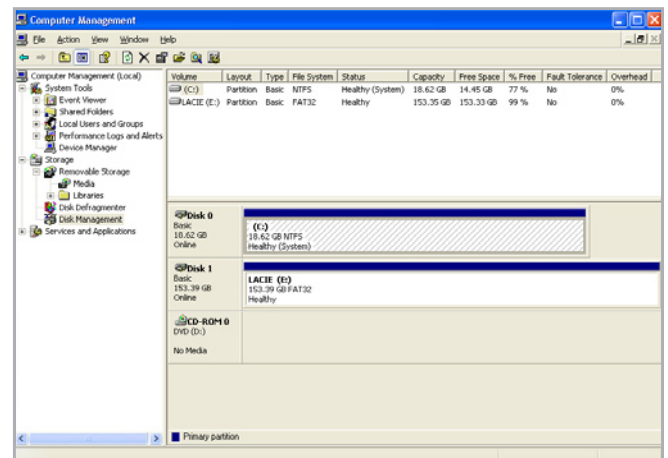 Computer Management
File Action View Window Help
Computer Management (Local)
System Tools
Event Viewer
Shared Folders
Local Users and Groups
Performance Logs and Alerts
Device Manager
Storage
Removable Storage
Media
Libraries
Disk Defragmenter
Disk Management
Services and Applications
Volume Layout Type File System Status Capacity Free Space % Free Fault Tolerance Overhead
(C:) Partition Basic NTFS Healthy (System) 18.62 GB 14.45 GB 77 % No 0%
LACIE (E:) Partition Basic FAT32 Healthy 153.35 GB 153.33 GB 99 % No 0%
Disk 0
Basic
18.62 GB
Online
(C:)
18.62 GB NTFS
Healthy (System)
Disk 1
Basic
153.39 GB
Online
LACIE (E:)
153.39 GB FAT32
Healthy
CD-ROM 0
DVD (D:)
No Media
Primary partition